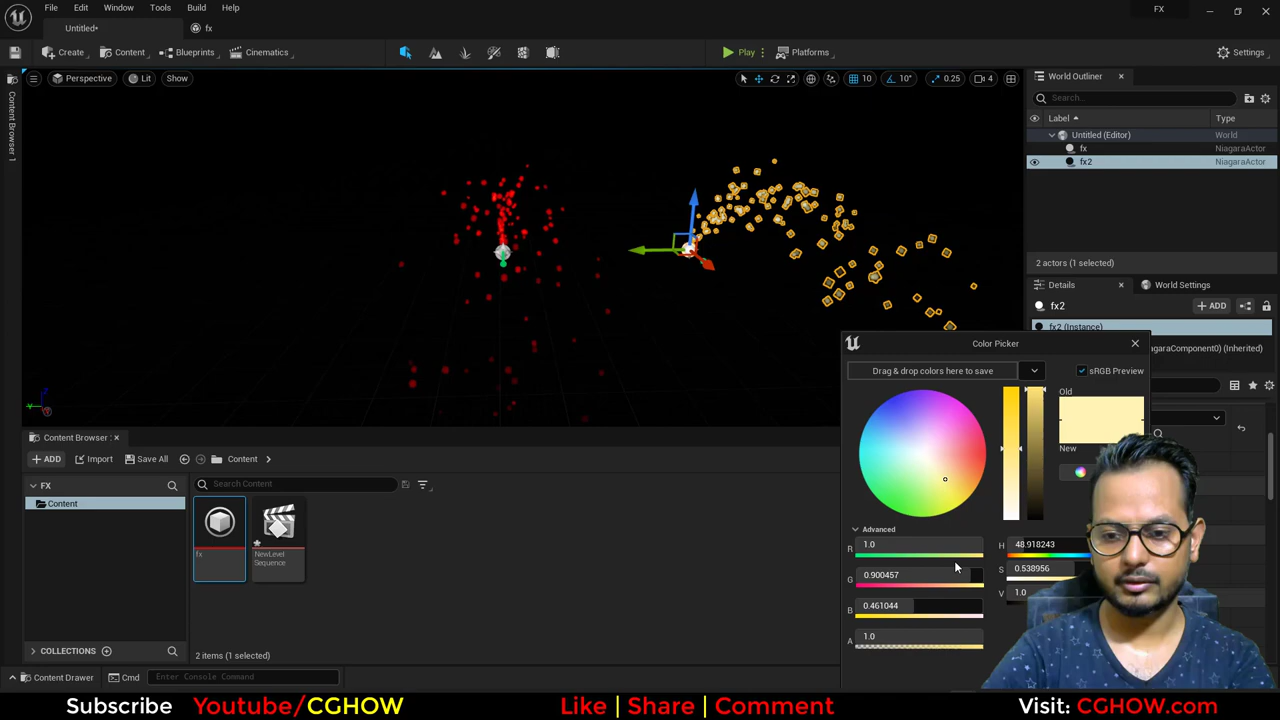 File Edit Window Tools Build Help
FX
Untitled* fx
Create Content Blueprints Cinematics Play Platforms Settings
Perspective Lit Show 10 10° 0.25 4
World Outliner
Search...
Label Type
Untitled (Editor) World
fx NiagaraActor
fx2 NiagaraActor
2 actors (1 selected)
Details World Settings
fx2 ADD
fx2 (Instance)
NiagaraComponent0) (Inherited)
Content Browser 1
Color Picker
Drag & drop colors here to save
sRGB Preview
Old
New
Advanced
R 1.0 H 48.918243
G 0.900457 S 0.538956
B 0.461044 V 1.0
A 1.0
Content Browser
ADD Import Save All Content
FX
Search Content
Content
fx
NewLevel
Sequence
COLLECTIONS
2 items (1 selected)
Content Drawer Cmd Enter Console Command
Subscribe Youtube/CGHOW Like | Share | Comment Visit: CGHOW.com